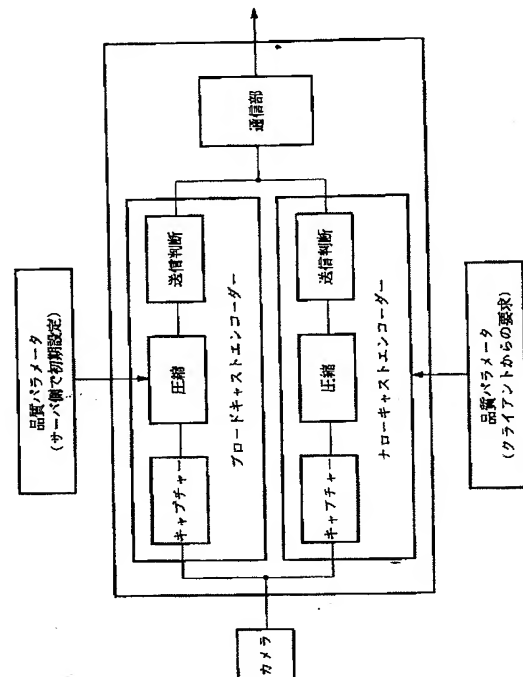 品質パラメータ
(サーバ側で初期設定)
カメラ
キャプチャー
圧縮
送信判断
ブロードキャストエンコーダー
通信部
キャプチャー
圧縮
送信判断
ナローキャストエンコーダー
品質パラメータ
(クライアントからの要求)